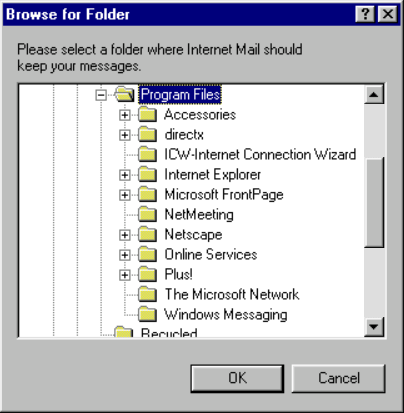 Browse for Folder
Please select a folder where Internet Mail should
keep your messages.
Program Files
Accessories
directx
ICW-Internet Connection Wizard
Internet Explorer
Microsoft FrontPage
NetMeeting
Netscape
Online Services
Plus!
The Microsoft Network
Windows Messaging
Recycled
OK Cancel